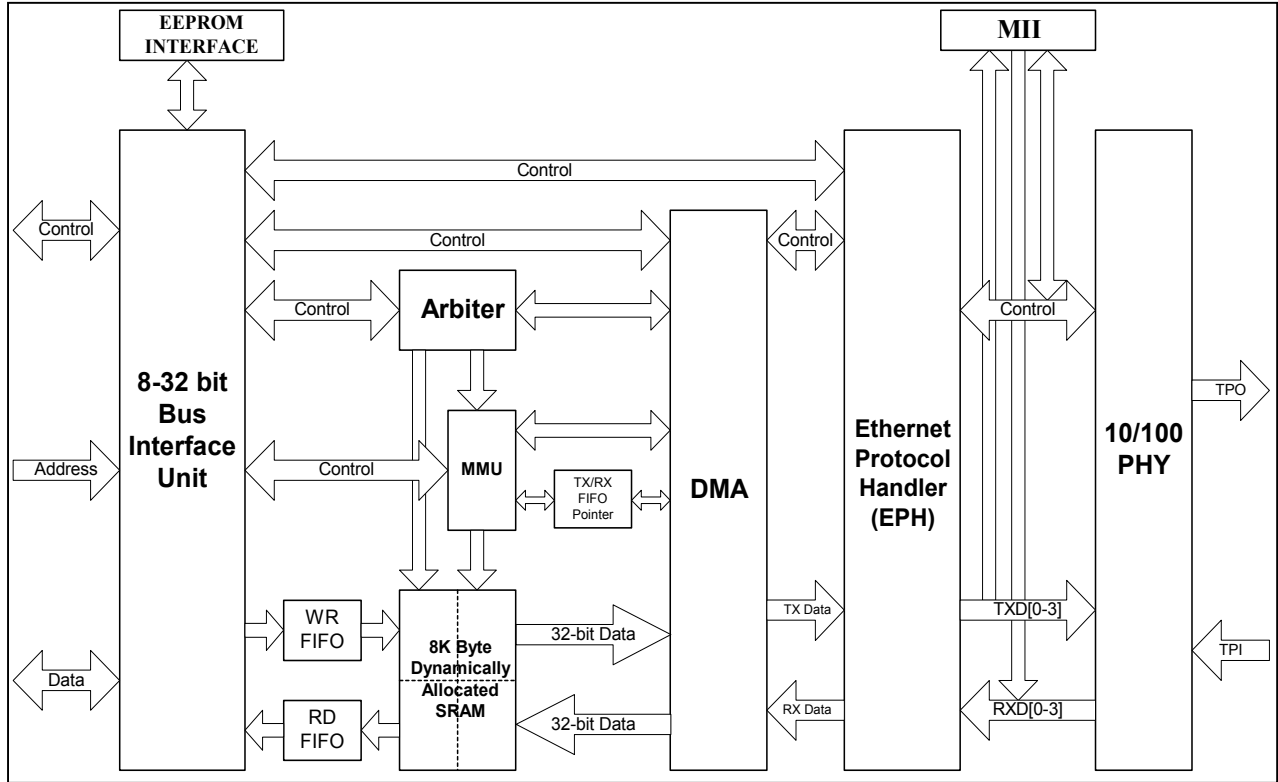 EEPROM
INTERFACE
MII
Control
Control
Control
Control
Control
Arbiter
Control
8-32 bit
Bus
Interface
Unit
TPO
Ethernet
Protocol
Handler
(EPH)
10/100
PHY
Address
Control
MMU
TX/RX
FIFO
Pointer
DMA
WR
FIFO
8K Byte
Dynamically
Allocated
SRAM
32-bit Data
TX Data
TXD[0-3]
TPI
Data
RD
FIFO
32-bit Data
RX Data
RXD[0-3]